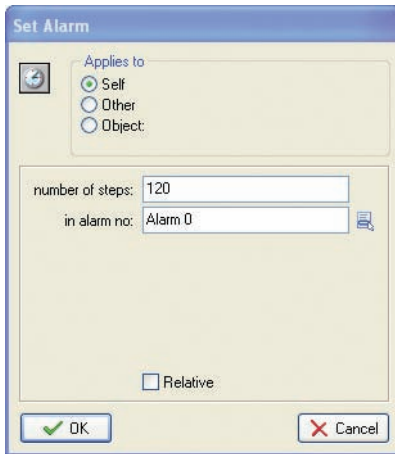 Set Alarm
Applies to
Self
Other
Object:
number of steps: 120
in alarm no: Alarm 0
Relative
OK Cancel